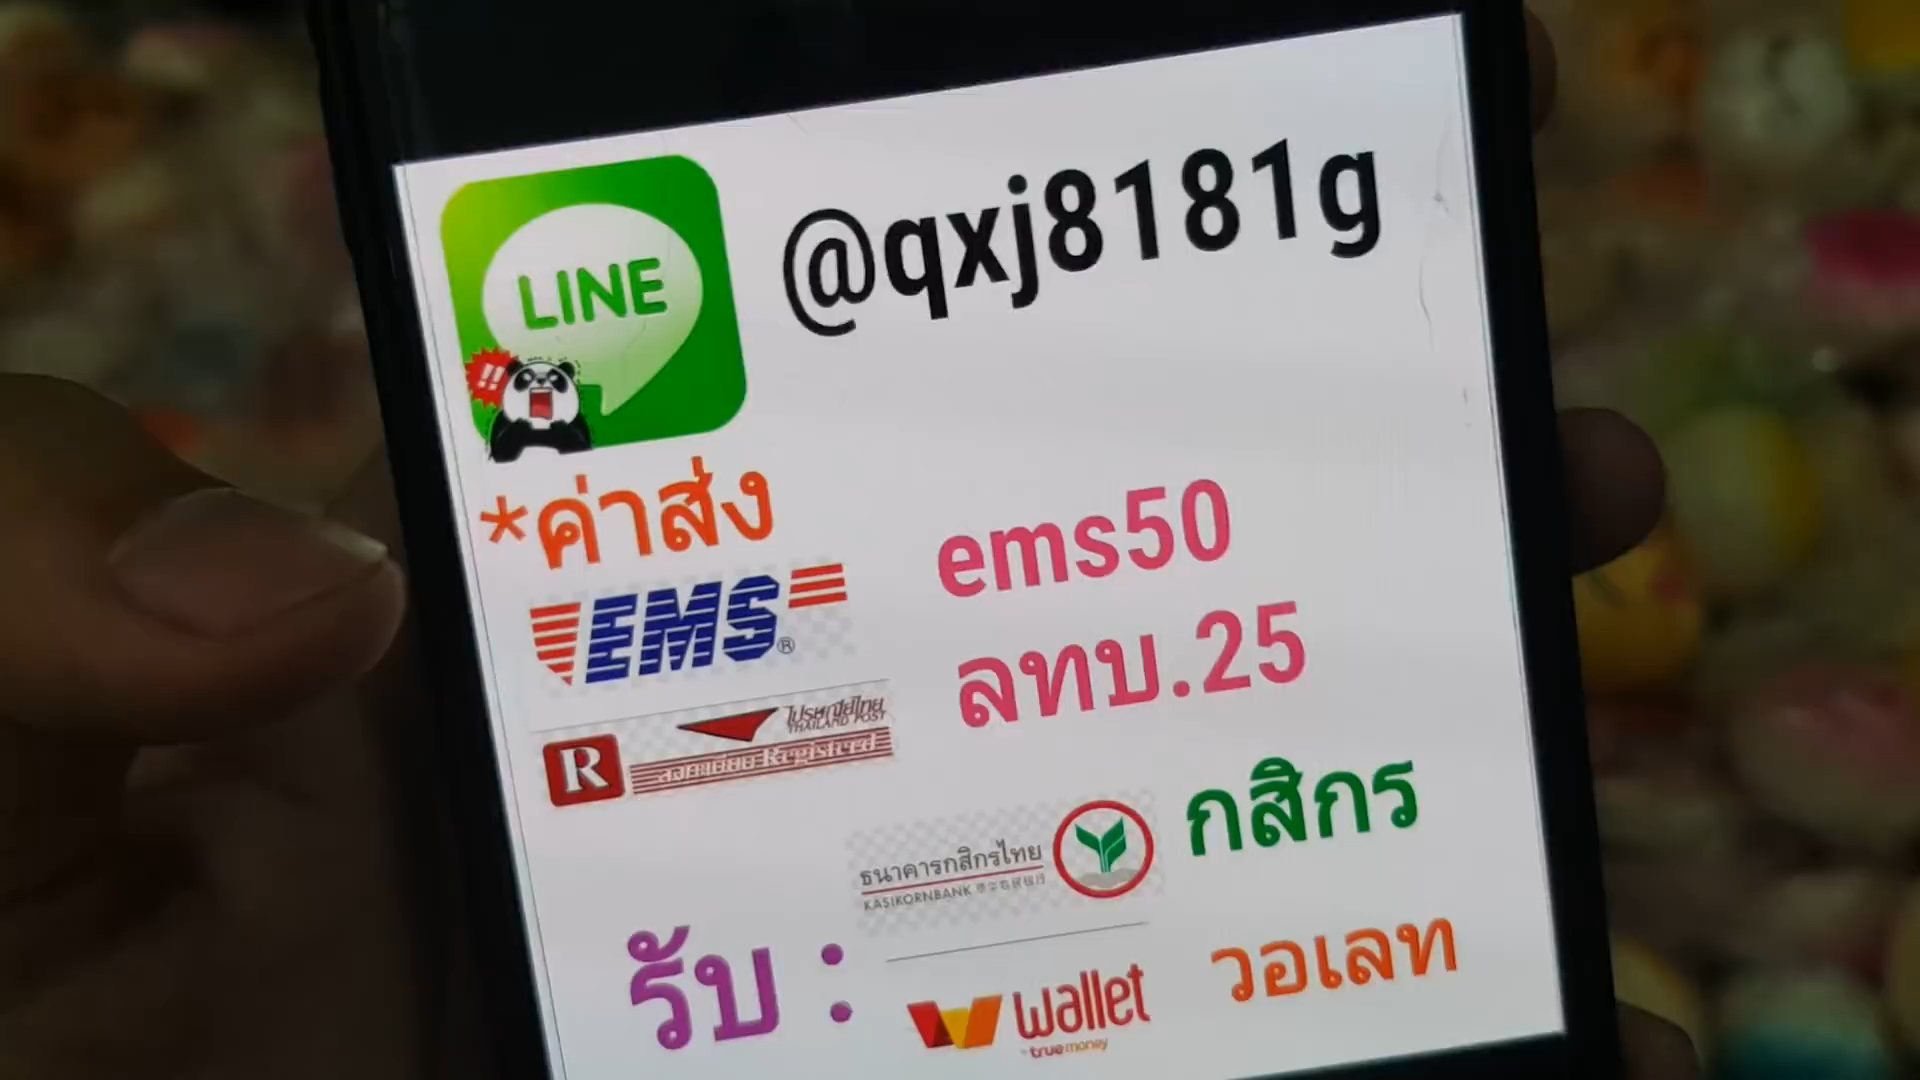 LINE
@qxj8181g
!!
*ค่าส่ง
EMS®
ems50
ลทบ.25
ไปรษณีย์ไทย
THAILAND POST
R
ลงทะเบียน Registered
ธนาคารกสิกรไทย
KASIKORNBANK
กสิกร
รับ :
wallet
by truemoney
วอเลท